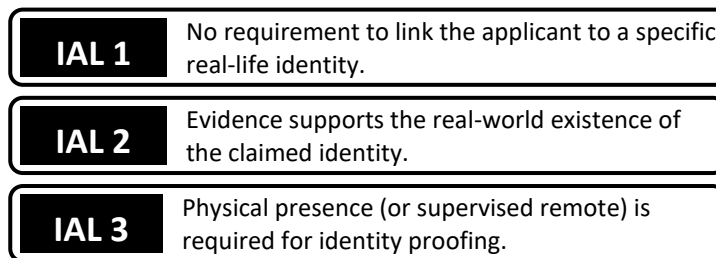 IAL 1
No requirement to link the applicant to a specific
real-life identity.
IAL 2
Evidence supports the real-world existence of
the claimed identity.
IAL 3
Physical presence (or supervised remote) is
required for identity proofing.